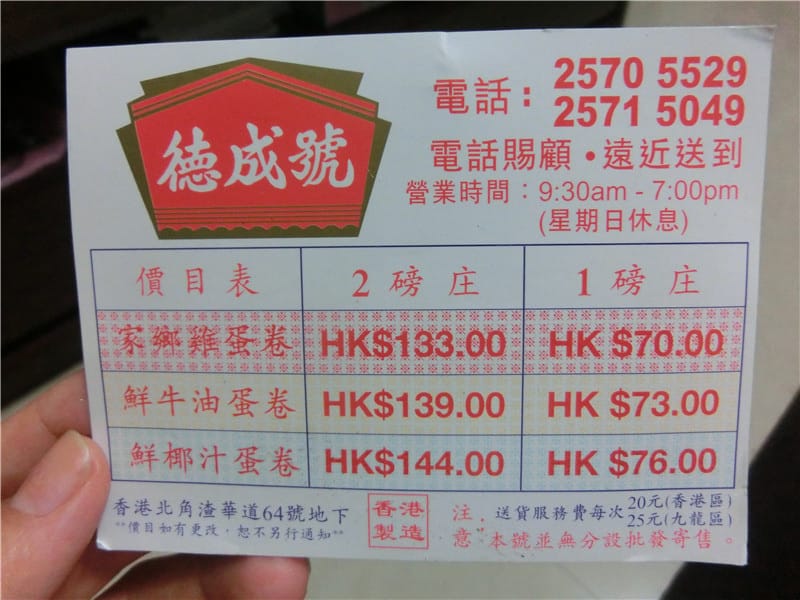 德成號
電話: 2570 5529
2571 5049
電話賜顧•遠近送到
營業時間:9:30am - 7:00pm
(星期日休息)
價目表 2磅庄 1磅庄
家鄉雞蛋卷 HK$133.00 HK $70.00
鮮牛油蛋卷 HK$139.00 HK $73.00
鮮椰汁蛋卷 HK$144.00 HK $76.00
香港北角渣華道64號地下
**價目如有更改,恕不另行通知**
香港
製造
注意:
送貨服務費每次 20元(香港區)
25元(九龍區)
本號並無分設批發寄售。